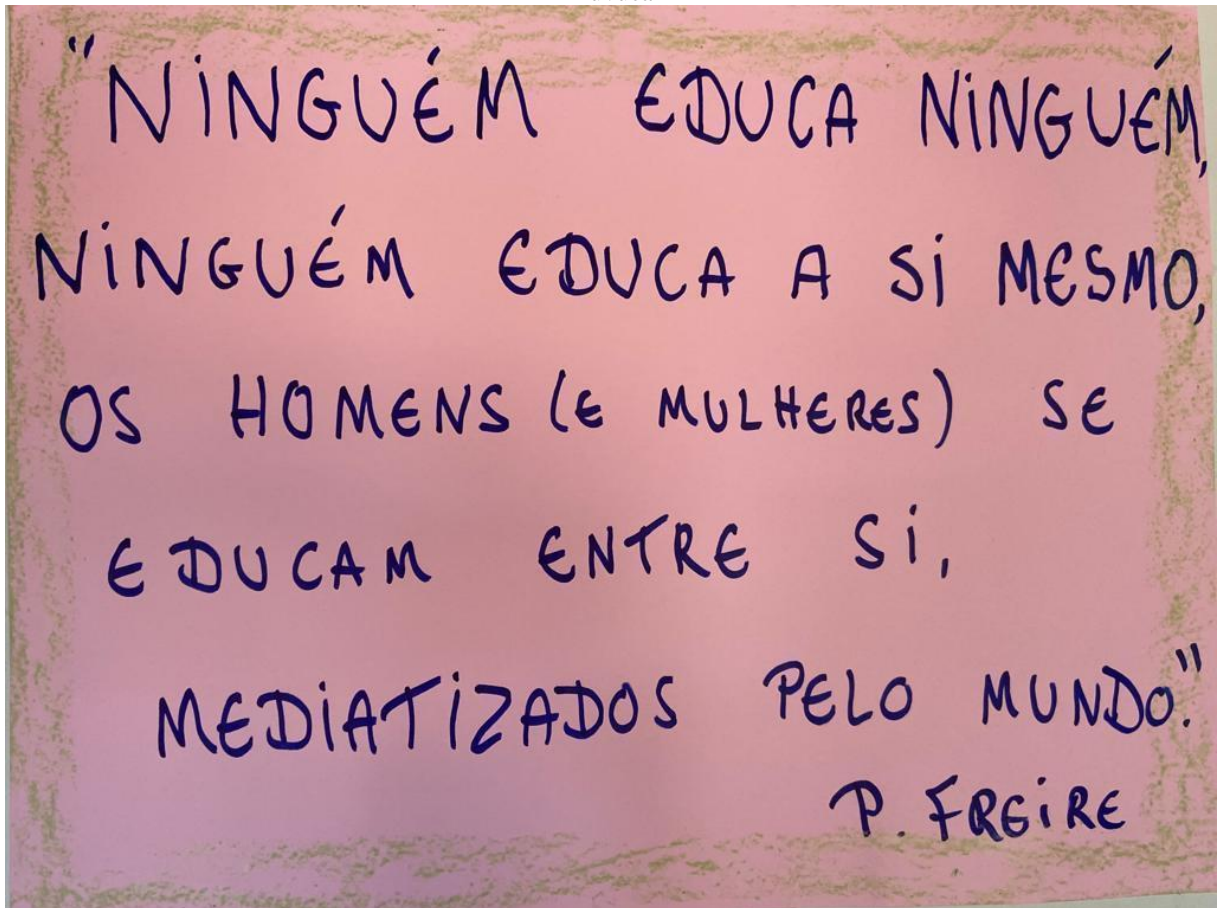 "NINGUÉM EDUCA NINGUÉM,
NINGUÉM EDUCA A SI MESMO,
OS HOMENS (E MULHERES) SE
EDUCAM ENTRE SI,
MEDIATIZADOS PELO MUNDO."
P. FREIRE